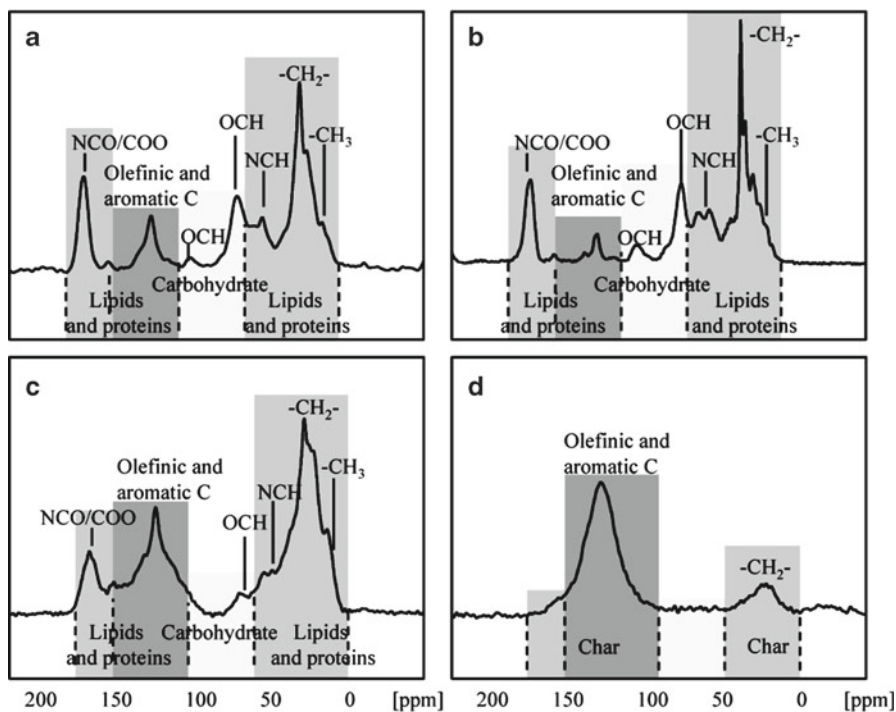 a
NCO/COO
Olefinic and
aromatic C
OCH
OCH
NCH
-CH₂-
-CH₃
Carbohydrate
Lipids
and proteins
Lipids
and proteins
b
NCO/COO
Olefinic and
aromatic C
OCH
OCH
NCH
-CH₂-
-CH₃
Carbohydrate
Lipids
and proteins
Lipids
and proteins
c
NCO/COO
Olefinic and
aromatic C
OCH
NCH
-CH₂-
-CH₃
Lipids
and proteins
Carbohydrate
Lipids
and proteins
200 150 100 50 0 [ppm]
d
Olefinic and
aromatic C
-CH₂-
Char
Char
200 150 100 50 0 [ppm]